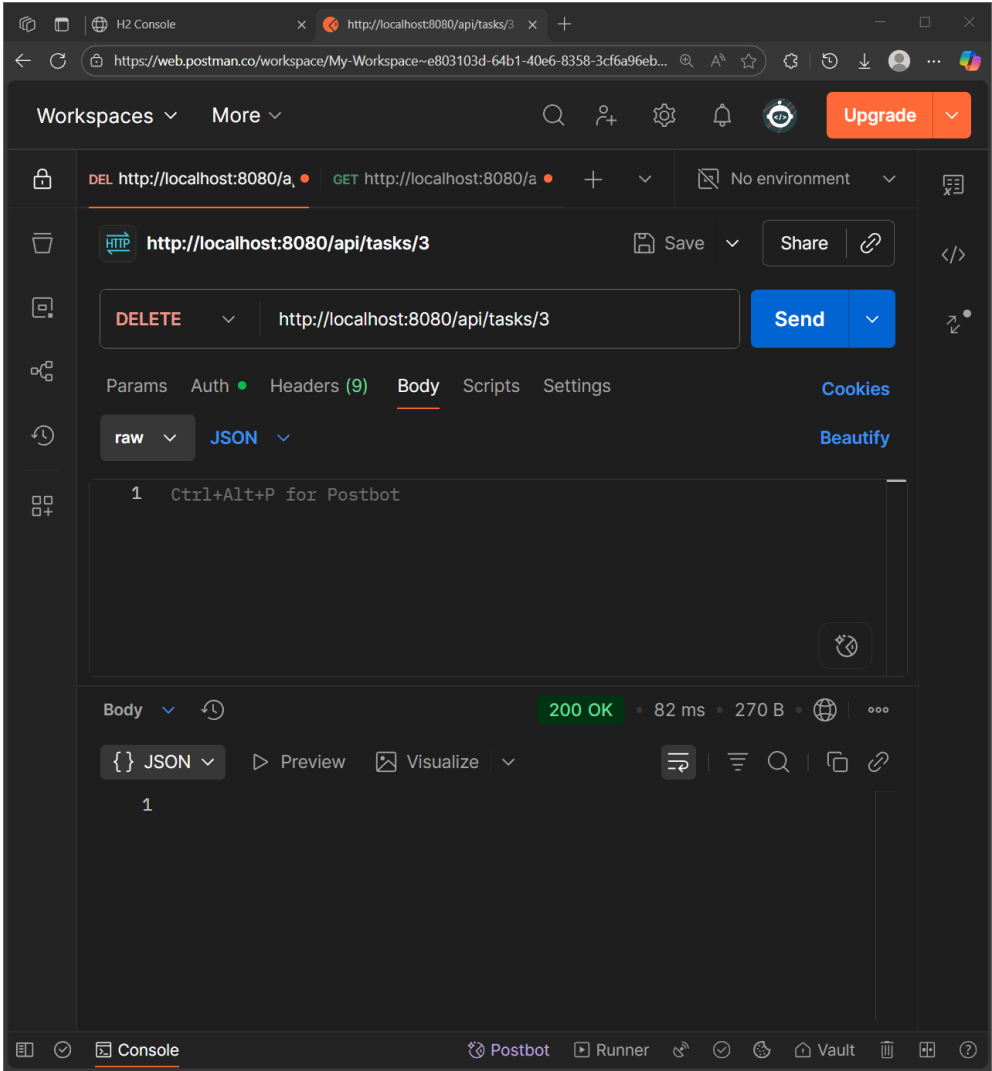 H2 Console
http://localhost:8080/api/tasks/3
https://web.postman.co/workspace/My-Workspace~e803103d-64b1-40e6-8358-3cf6a96eb...
Workspaces More Upgrade
DEL http://localhost:8080/a GET http://localhost:8080/a No environment
HTTP http://localhost:8080/api/tasks/3 Save Share
DELETE http://localhost:8080/api/tasks/3 Send
Params Auth Headers (9) Body Scripts Settings Cookies
raw JSON Beautify
1 Ctrl+Alt+P for Postbot
Body 200 OK 82 ms 270 B
{} JSON Preview Visualize
1
Console Postbot Runner Vault